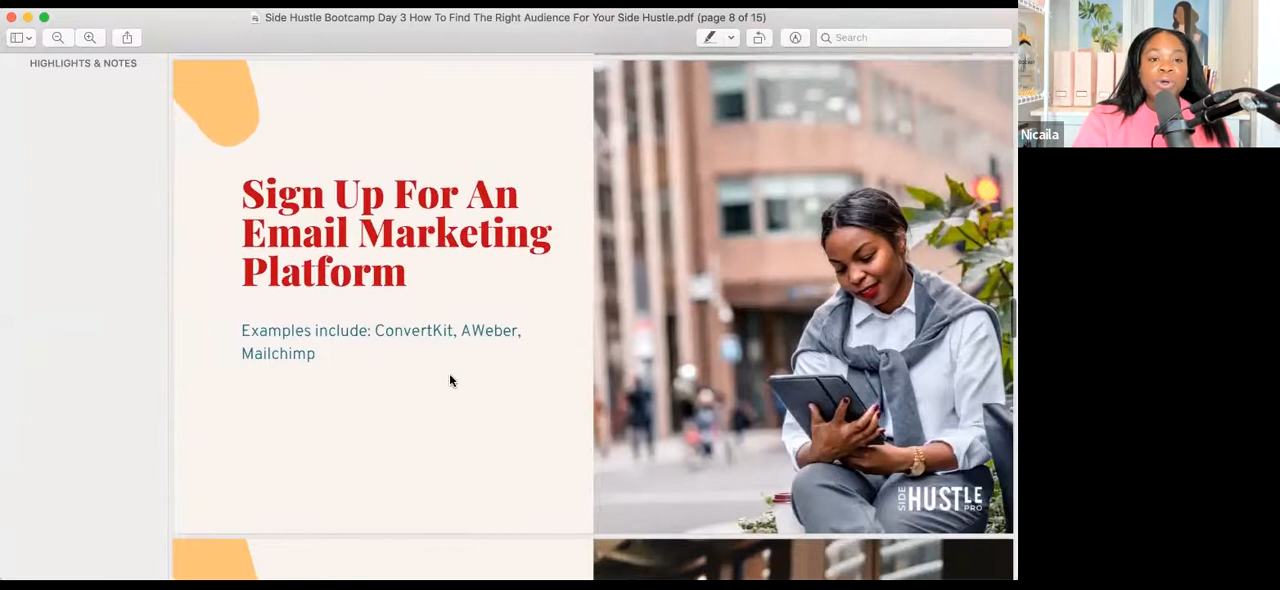 Side Hustle Bootcamp Day 3 How To Find The Right Audience For Your Side Hustle.pdf (page 8 of 15)
Search
HIGHLIGHTS & NOTES
Nicaila
Sign Up For An
Email Marketing
Platform
Examples include: ConvertKit, AWeber,
Mailchimp
SIDE HUSTLE PRO